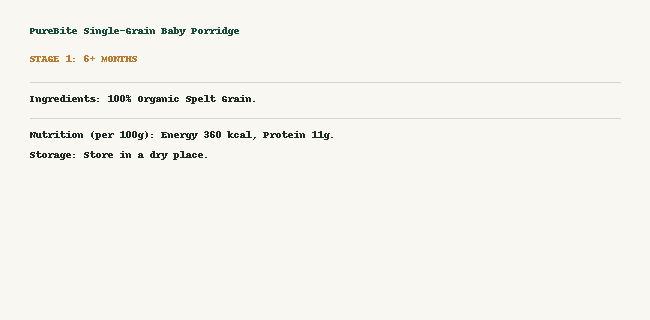 PureBite Single-Grain Baby Porridge
STAGE 1: 6+ MONTHS
Ingredients: 100% Organic Spelt Grain.
Nutrition (per 100g): Energy 360 kcal, Protein 11g.
Storage: Store in a dry place.